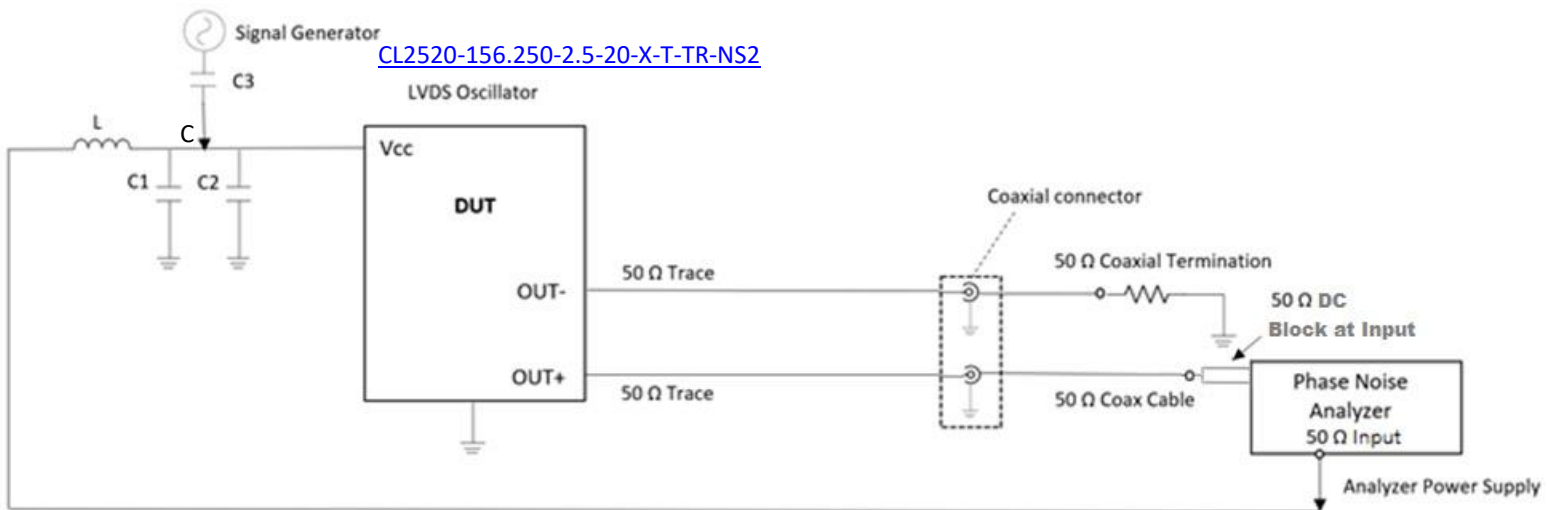 Signal Generator
CL2520-156.250-2.5-20-X-T-TR-NS2
C3
LVDS Oscillator
L
C
Vcc
C1
C2
DUT
Coaxial connector
50 Ω Trace
50 Ω Coaxial Termination
OUT-
50 Ω DC
Block at Input
OUT+
50 Ω Trace
50 Ω Coax Cable
Phase Noise
Analyzer
50 Ω Input
Analyzer Power Supply